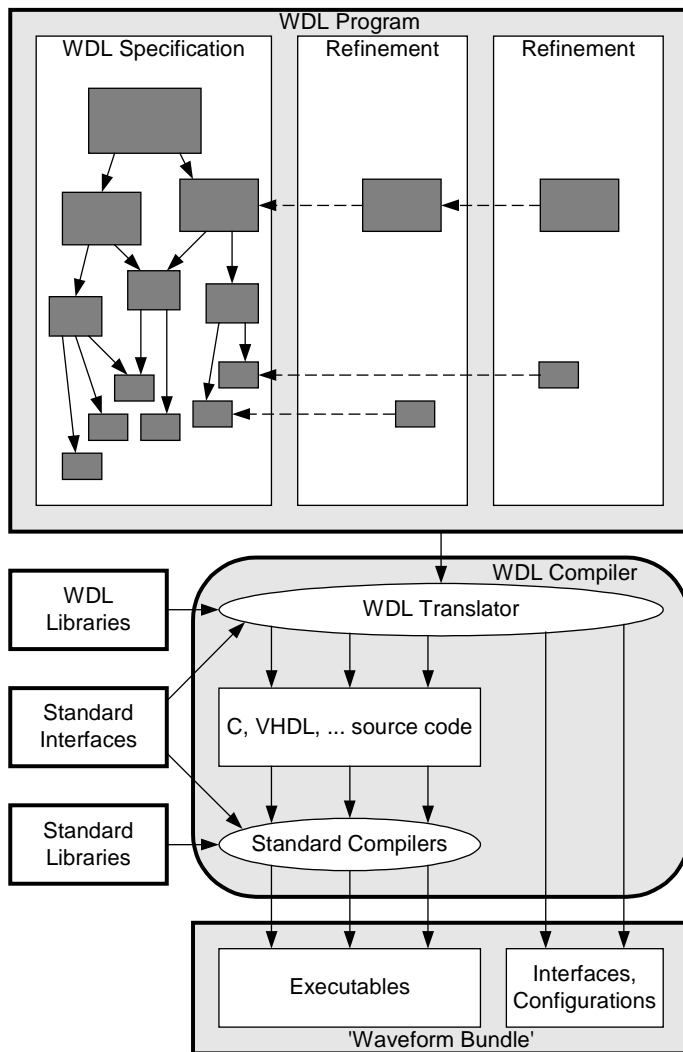 WDL Program
WDL Specification
Refinement
Refinement
WDL Compiler
WDL
Libraries
WDL Translator
Standard
Interfaces
C, VHDL, ... source code
Standard
Libraries
Standard Compilers
Executables
Interfaces,
Configurations
'Waveform Bundle'